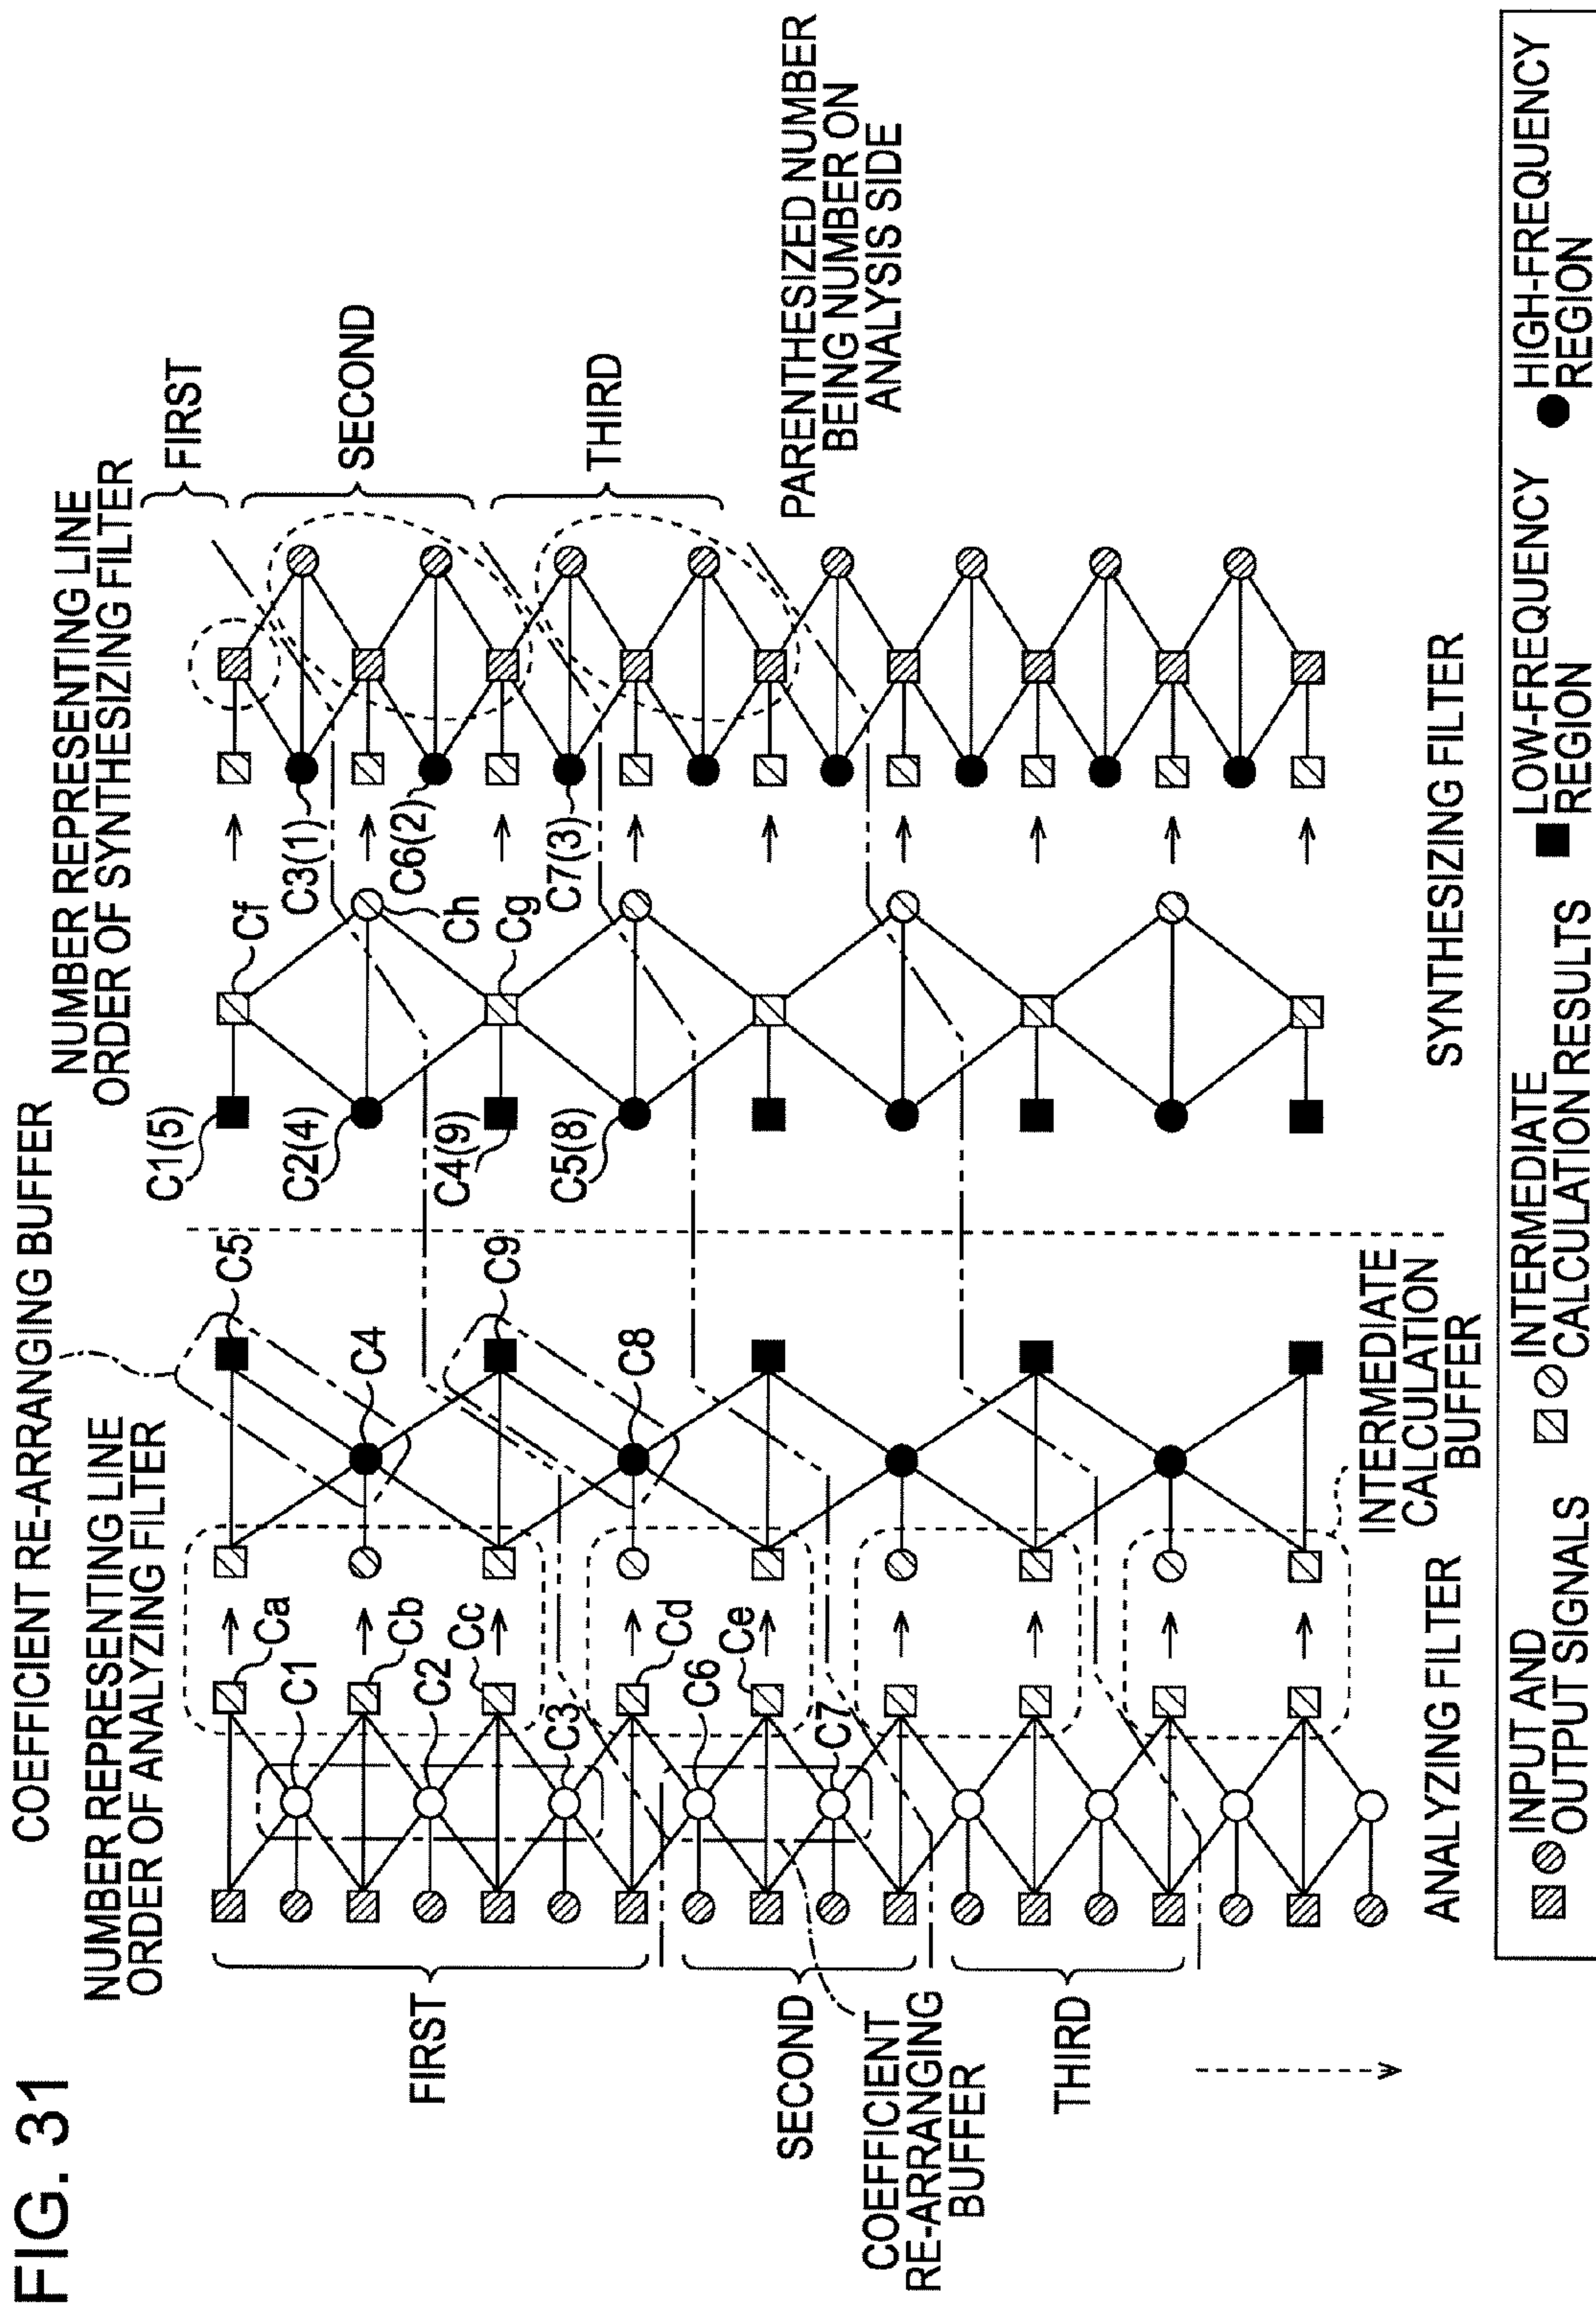 FIG. 31
COEFFICIENT RE-ARRANGING BUFFER
NUMBER REPRESENTING LINE
ORDER OF ANALYZING FILTER
NUMBER REPRESENTING LINE
ORDER OF SYNTHESIZING FILTER
FIRST
SECOND
THIRD
COEFFICIENT
RE-ARRANGING
BUFFER
Ca
C1
Cb
C2
Cc
C3
Cd
C6
Ce
C7
C5
C4
C9
C8
INTERMEDIATE
CALCULATION
BUFFER
ANALYZING FILTER
C1(5)
C2(4)
C4(9)
C5(8)
Cf
Ch
Cg
C3(1)
C6(2)
C7(3)
FIRST
SECOND
THIRD
PARENTHESIZED NUMBER
BEING NUMBER ON
ANALYSIS SIDE
SYNTHESIZING FILTER
INPUT AND
OUTPUT SIGNALS
INTERMEDIATE
CALCULATION RESULTS
LOW-FREQUENCY
REGION
HIGH-FREQUENCY
REGION